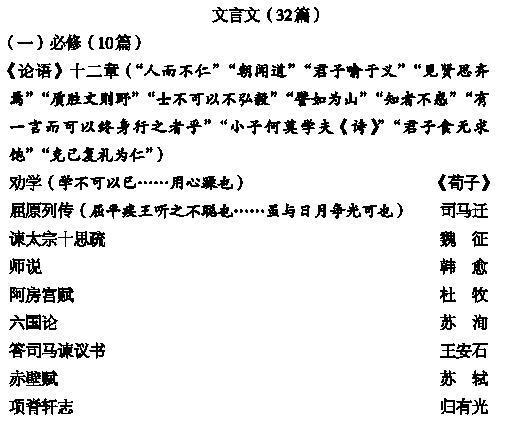 文言文（32篇）
（一）必修（10篇）
《论语》十二章（“人而不仁”“朝闻道”“君子喻于义”“见贤思齐
焉”“质胜文则野”“士不可以不弘毅”“譬如为山”“知者不惑”“有
一言而可以终身行之者乎”“小子何莫学夫《诗》”“君子食无求
饱”“克己复礼为仁”）
劝学（学不可以已……用心躁也） 《荀子》
屈原列传（屈平疾王听之不聪也……虽与日月争光可也） 司马迁
谏太宗十思疏 魏 征
师说 韩 愈
阿房宫赋 杜 牧
六国论 苏 洵
答司马谏议书 王安石
赤壁赋 苏 轼
项脊轩志 归有光